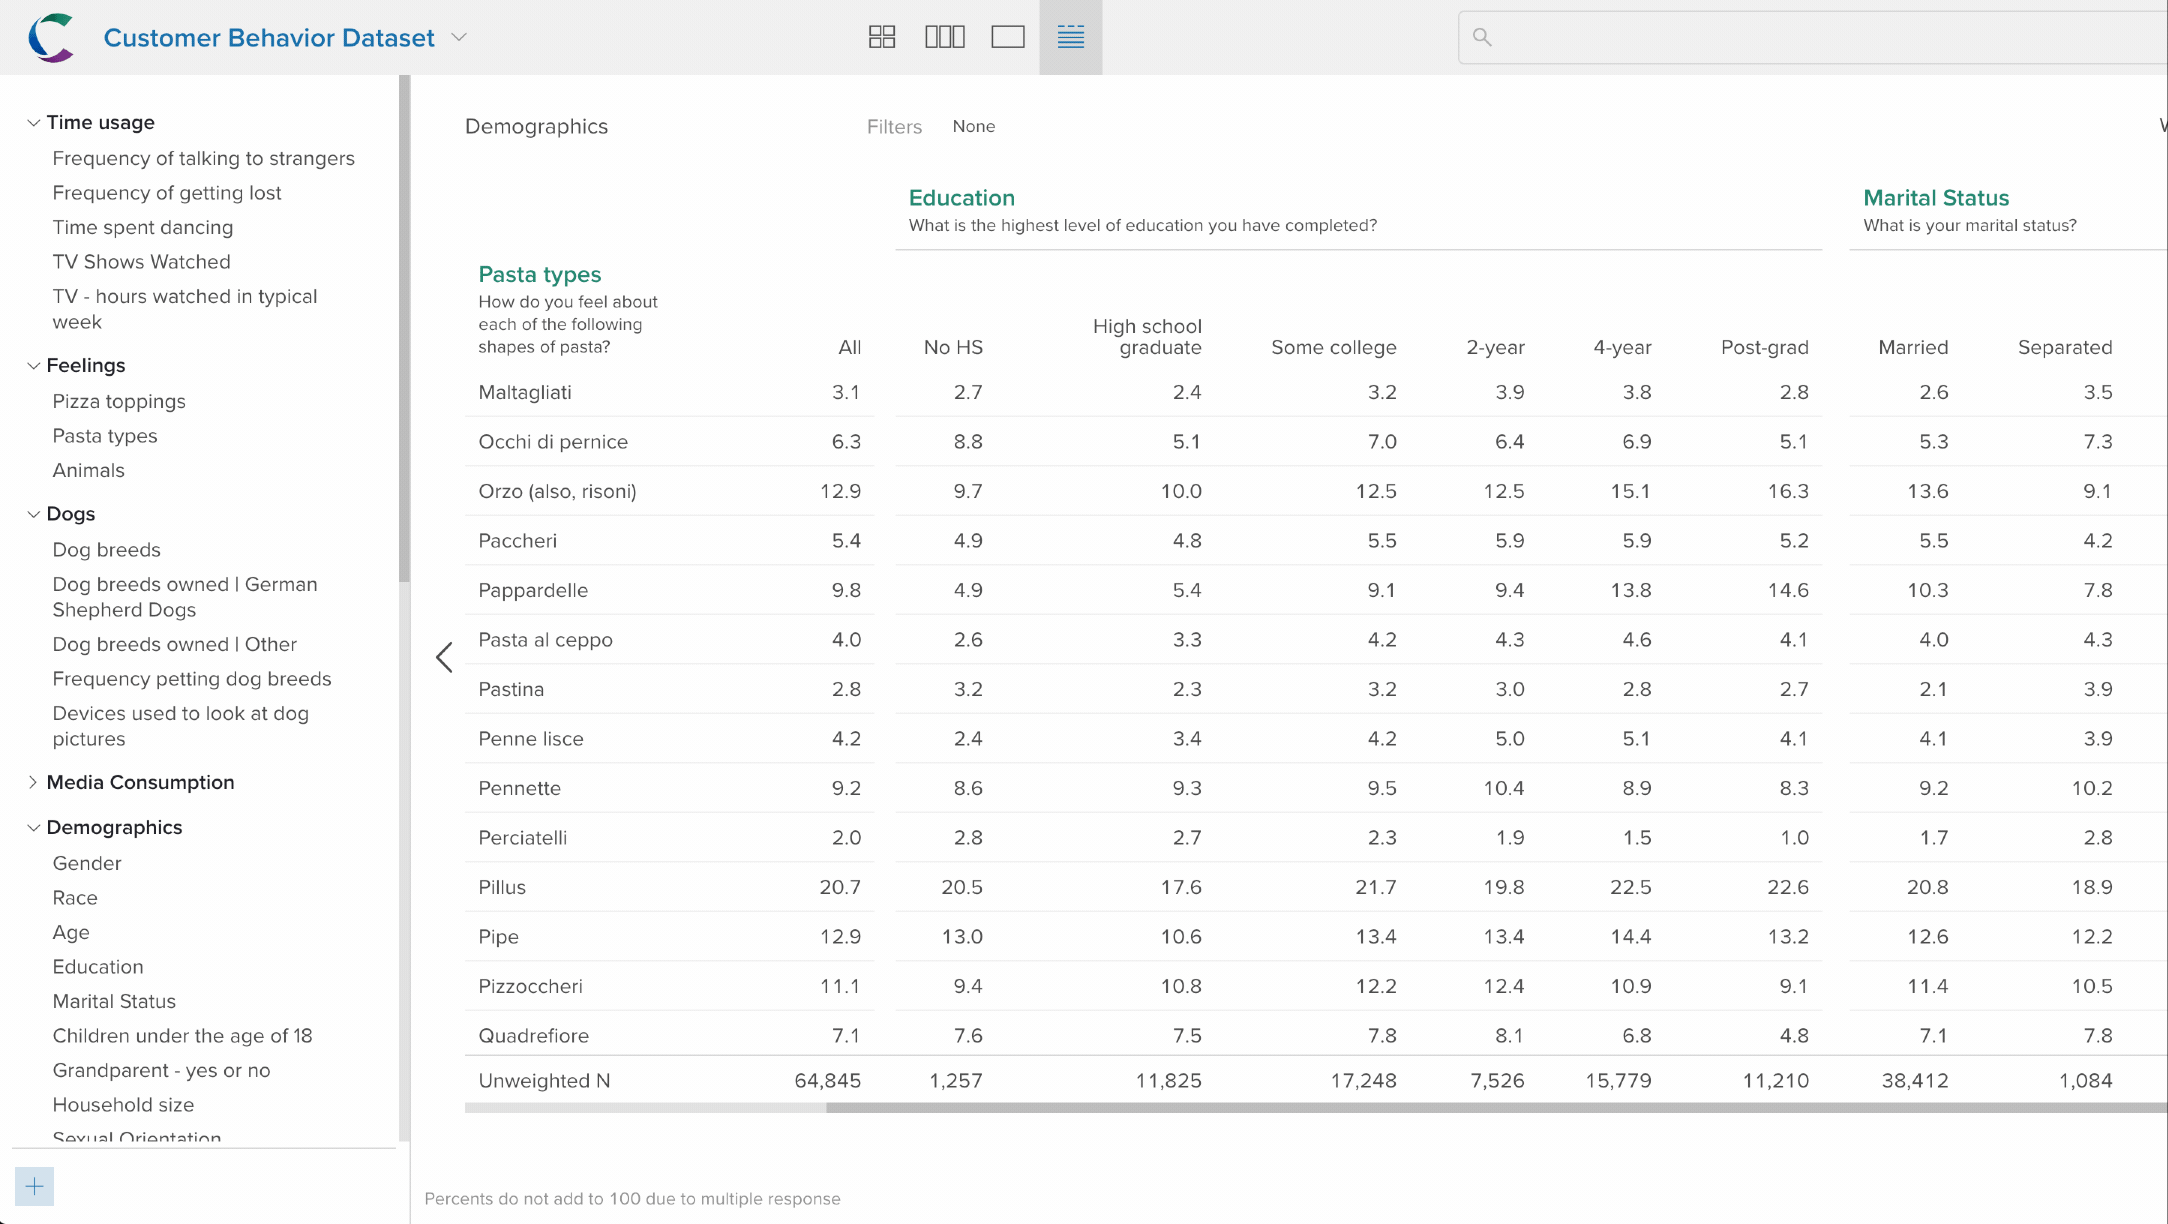 Customer Behavior Dataset
Time usage
Frequency of talking to strangers
Frequency of getting lost
Time spent dancing
TV Shows Watched
TV - hours watched in typical
week
Feelings
Pizza toppings
Pasta types
Animals
Dogs
Dog breeds
Dog breeds owned | German
Shepherd Dogs
Dog breeds owned | Other
Frequency petting dog breeds
Devices used to look at dog
pictures
Media Consumption
Demographics
Gender
Race
Age
Education
Marital Status
Children under the age of 18
Grandparent - yes or no
Household size
Sexual Orientation
Demographics Filters None
Education Marital Status
What is the highest level of education you have completed? What is your marital status?
Pasta types
How do you feel about
each of the following
shapes of pasta?
All No HS High school graduate Some college 2-year 4-year Post-grad Married Separated
Maltagliati 3.1 2.7 2.4 3.2 3.9 3.8 2.8 2.6 3.5
Occhi di pernice 6.3 8.8 5.1 7.0 6.4 6.9 5.1 5.3 7.3
Orzo (also, risoni) 12.9 9.7 10.0 12.5 12.5 15.1 16.3 13.6 9.1
Paccheri 5.4 4.9 4.8 5.5 5.9 5.9 5.2 5.5 4.2
Pappardelle 9.8 4.9 5.4 9.1 9.4 13.8 14.6 10.3 7.8
Pasta al ceppo 4.0 2.6 3.3 4.2 4.3 4.6 4.1 4.0 4.3
Pastina 2.8 3.2 2.3 3.2 3.0 2.8 2.7 2.1 3.9
Penne lisce 4.2 2.4 3.4 4.2 5.0 5.1 4.1 4.1 3.9
Pennette 9.2 8.6 9.3 9.5 10.4 8.9 8.3 9.2 10.2
Perciatelli 2.0 2.8 2.7 2.3 1.9 1.5 1.0 1.7 2.8
Pillus 20.7 20.5 17.6 21.7 19.8 22.5 22.6 20.8 18.9
Pipe 12.9 13.0 10.6 13.4 13.4 14.4 13.2 12.6 12.2
Pizzoccheri 11.1 9.4 10.8 12.2 12.4 10.9 9.1 11.4 10.5
Quadrefiore 7.1 7.6 7.5 7.8 8.1 6.8 4.8 7.1 7.8
Unweighted N 64,845 1,257 11,825 17,248 7,526 15,779 11,210 38,412 1,084
Percents do not add to 100 due to multiple response